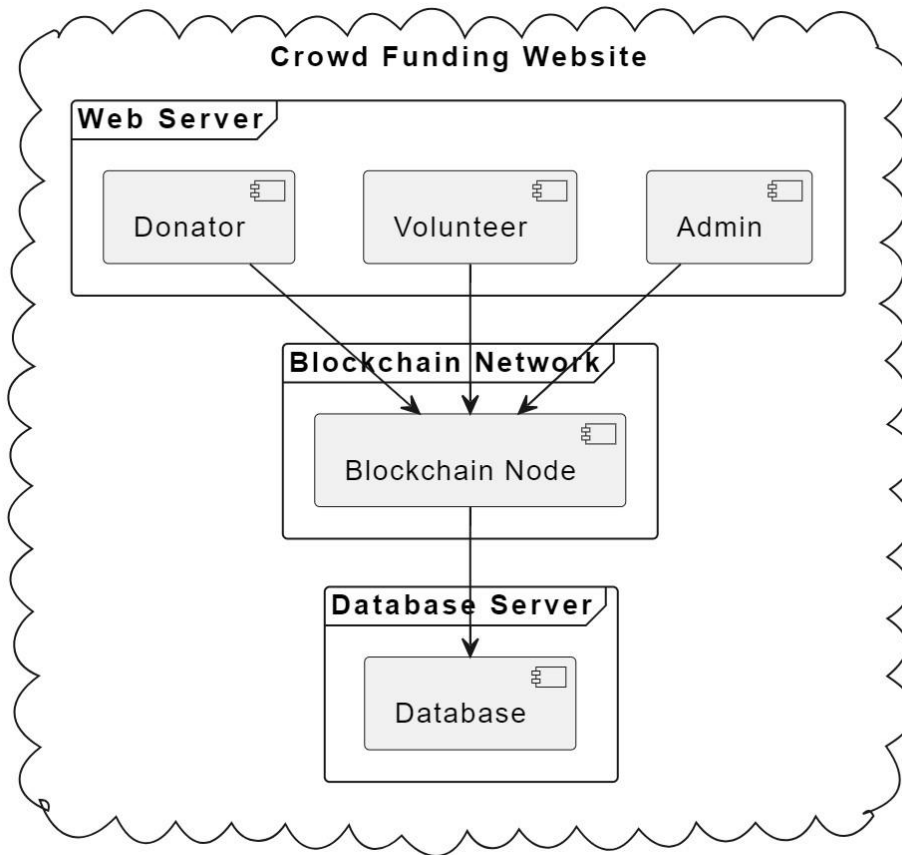 Crowd Funding Website
Web Server
Donator
Volunteer
Admin
Blockchain Network
Blockchain Node
Database Server
Database